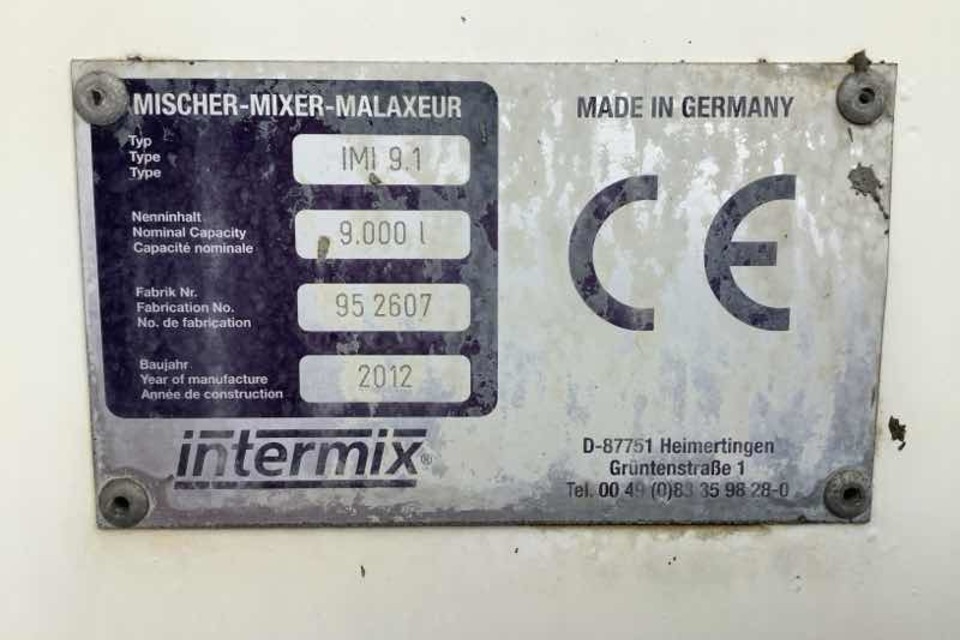 MISCHER-MIXER-MALAXEUR
Typ
Type
Type
IMI 9.1
Nenninhalt
Nominal Capacity
Capacité nominale
9.000 l
Fabrik Nr.
Fabrication No.
No. de fabrication
95 2607
Baujahr
Year of manufacture
Année de construction
2012
intermix®
MADE IN GERMANY
CE
D-87751 Heimertingen
Grüntenstraße 1
Tel. 00 49 (0)83 35 98 28-0